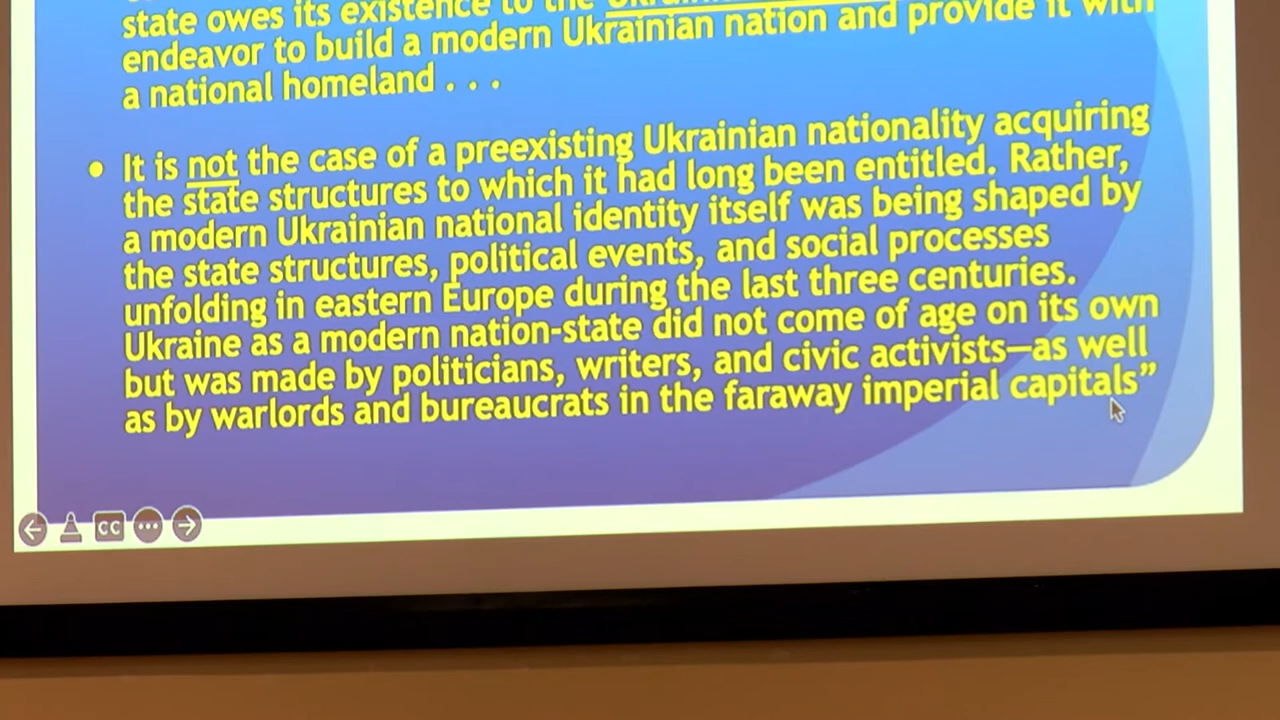 state owes its existence to the
endeavor to build a modern Ukrainian nation and provide it with
a national homeland . . .
• It is not the case of a preexisting Ukrainian nationality acquiring
the state structures to which it had long been entitled. Rather,
a modern Ukrainian national identity itself was being shaped by
the state structures, political events, and social processes
unfolding in eastern Europe during the last three centuries.
Ukraine as a modern nation-state did not come of age on its own
but was made by politicians, writers, and civic activists—as well
as by warlords and bureaucrats in the faraway imperial capitals”
CC